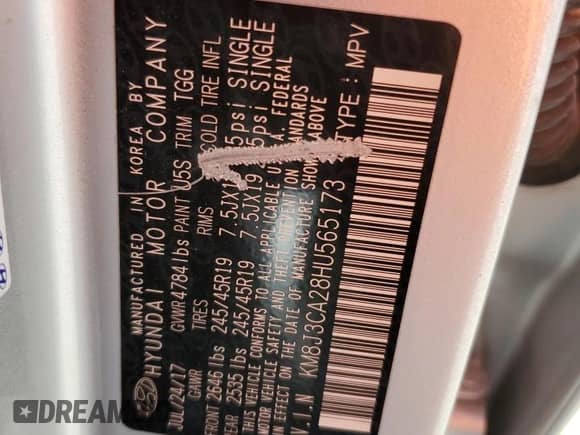 MANUFACTURED IN KOREA BY
HYUNDAI MOTOR COMPANY
JUL/24/17 GVWR 4794 lbs PAINT U5S TRIM TGG
GAWR TIRES RIMS COLD TIRE INFL
FRONT 2646 lbs 245/45R19 7.5JX19 35psi SINGLE
REAR 2535 lbs 245/45R19 7.5JX19 35psi SINGLE
THIS VEHICLE CONFORMS TO ALL APPLICABLE U.S.A. FEDERAL
MOTOR VEHICLE SAFETY AND THEFT PREVENTION STANDARDS
IN EFFECT ON THE DATE OF MANUFACTURE SHOWN ABOVE
V.I.N KM8J3CA28HU565173 TYPE : MPV